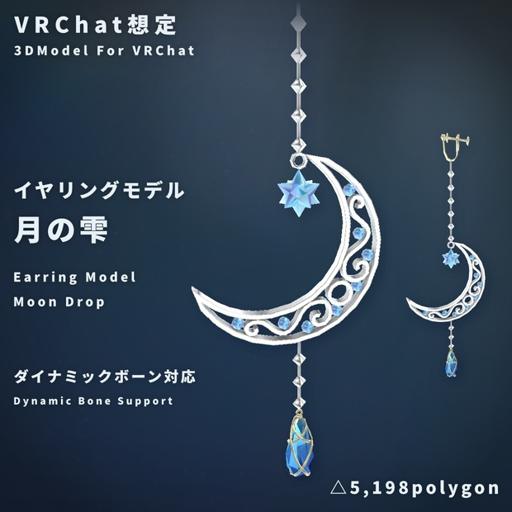 VRChat想定
3DModel For VRChat
イヤリングモデル
月の雫
Earring Model
Moon Drop
ダイナミックボーン対応
Dynamic Bone Support
△5,198polygon